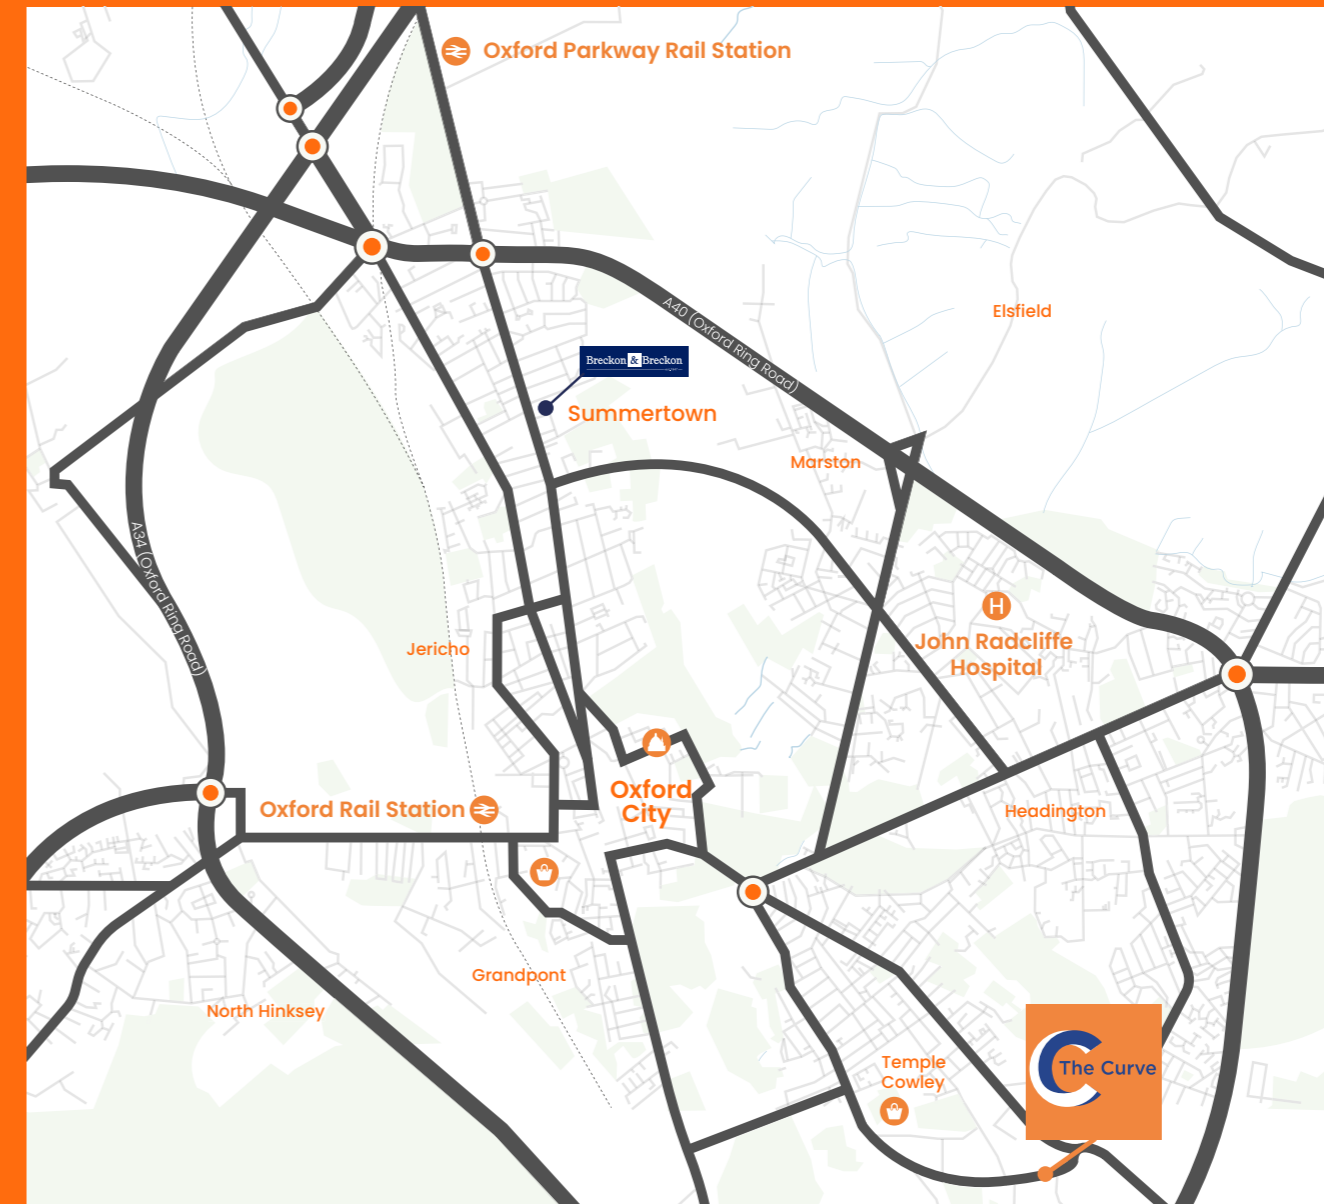 Oxford Parkway Rail Station
Elsfield
A40 (Oxford Ring Road)
Breckon & Breckon
Summertown
Marston
A34 (Oxford Ring Road)
H
John Radcliffe
Hospital
Jericho
Oxford
City
Oxford Rail Station
Headington
Grandpont
North Hinksey
Temple
Cowley
The Curve